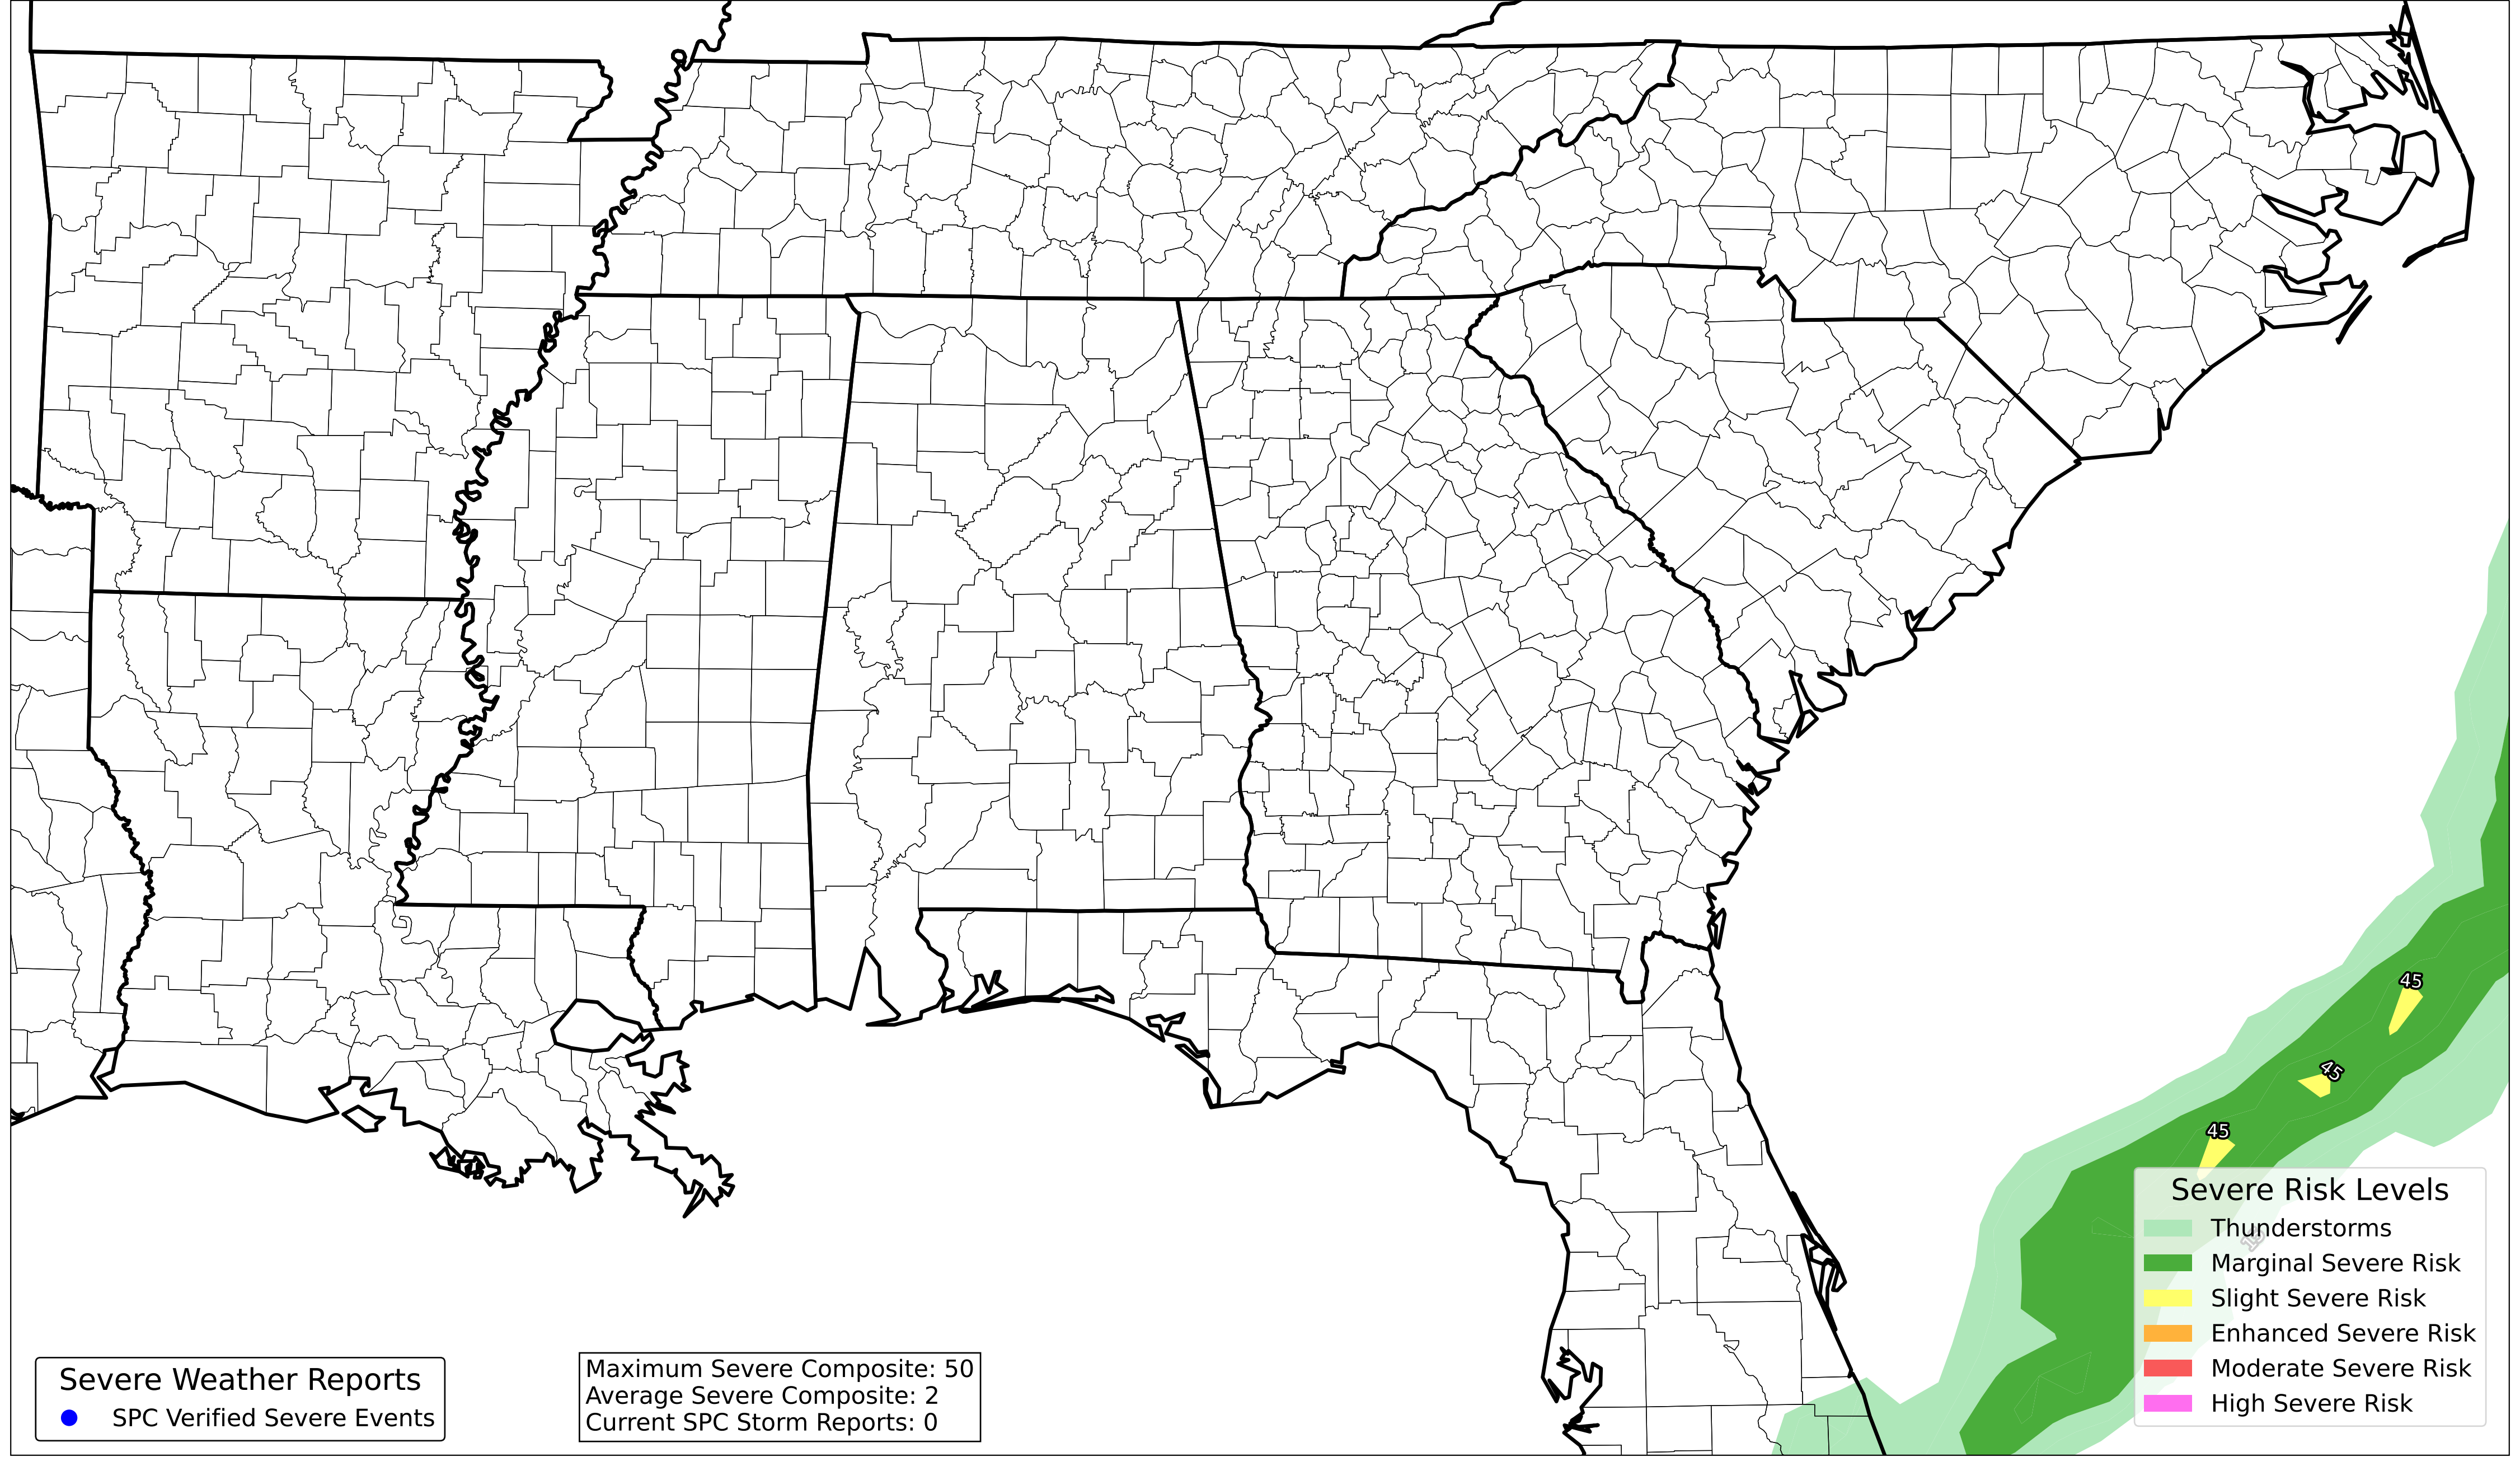 45
45
45
Severe Risk Levels
Thunderstorms
Marginal Severe Risk
Slight Severe Risk
Enhanced Severe Risk
Moderate Severe Risk
High Severe Risk
Severe Weather Reports
SPC Verified Severe Events
Maximum Severe Composite: 50
Average Severe Composite: 2
Current SPC Storm Reports: 0